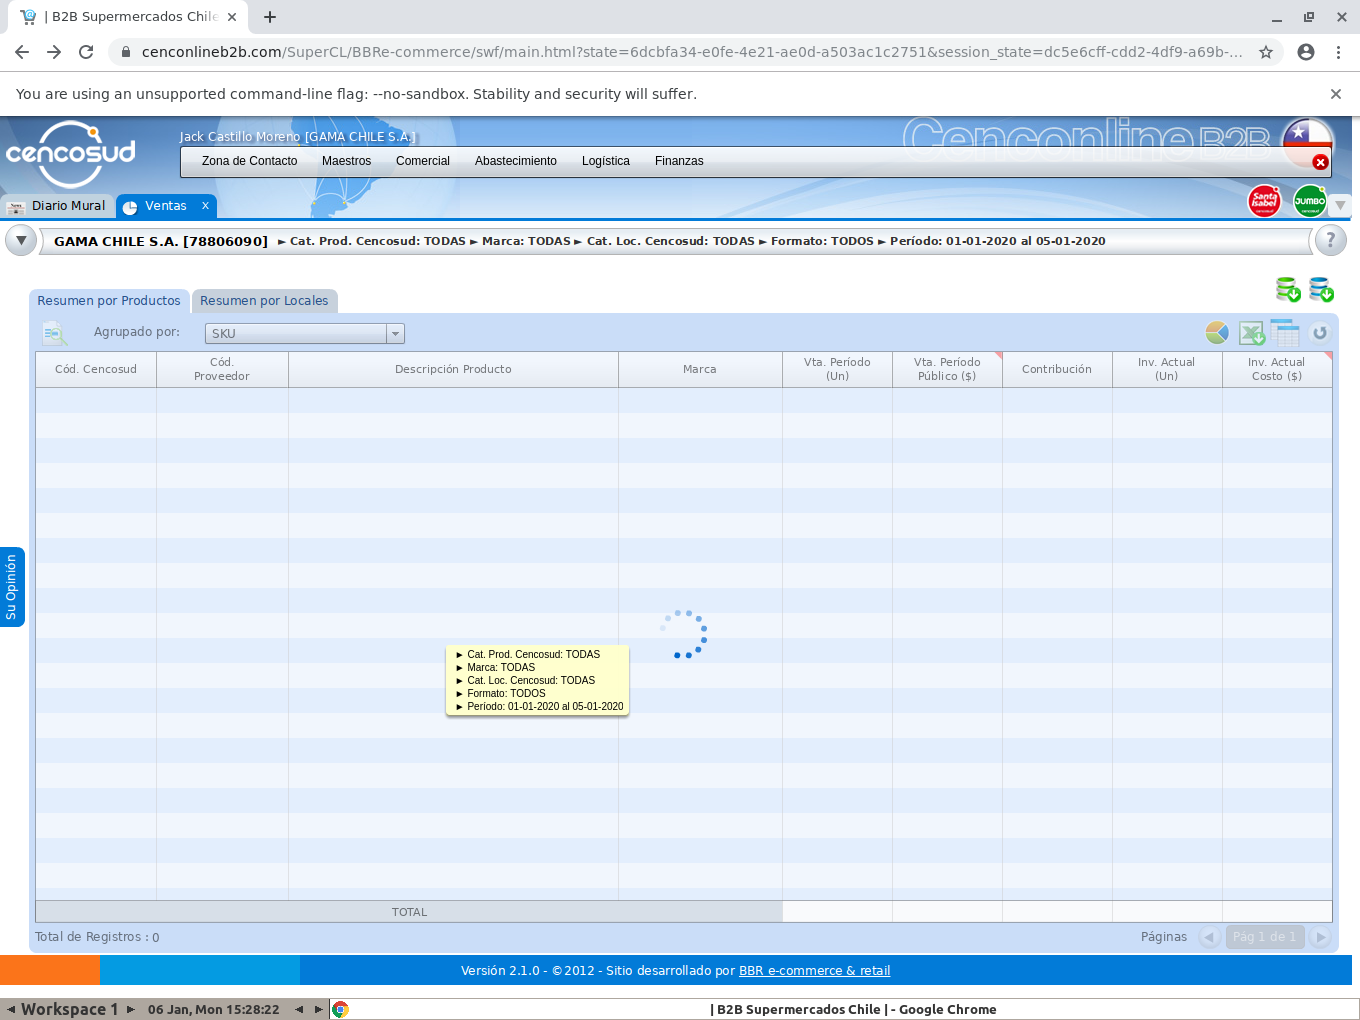 | B2B Supermercados Chile
cenconlineb2b.com/SuperCL/BBRe-commerce/swf/main.html?state=6dcbfa34-e0fe-4e21-ae0d-a503ac1c2751&session_state=dc5e6cff-cdd2-4df9-a69b-...
You are using an unsupported command-line flag: --no-sandbox. Stability and security will suffer.
cencosud
Jack Castillo Moreno [GAMA CHILE S.A.]
Cenconline B2B
Zona de Contacto Maestros Comercial Abastecimiento Logística Finanzas
Diario Mural Ventas X
Santa Isabel cencosud JUMBO cencosud
GAMA CHILE S.A. [78806090] ► Cat. Prod. Cencosud: TODAS ► Marca: TODAS ► Cat. Loc. Cencosud: TODAS ► Formato: TODOS ► Período: 01-01-2020 al 05-01-2020
?
Resumen por Productos Resumen por Locales
Agrupado por: SKU
Cód. Cencosud
Cód.
Proveedor
Descripción Producto
Marca
Vta. Período
(Un)
Vta. Período
Público ($)
Contribución
Inv. Actual
(Un)
Inv. Actual
Costo ($)
Su Opinión
► Cat. Prod. Cencosud: TODAS
► Marca: TODAS
► Cat. Loc. Cencosud: TODAS
► Formato: TODOS
► Período: 01-01-2020 al 05-01-2020
TOTAL
Total de Registros : 0 Páginas Pág 1 de 1
Versión 2.1.0 - ©2012 - Sitio desarrollado por BBR e-commerce & retail
Workspace 1 06 Jan, Mon 15:28:22 | B2B Supermercados Chile | - Google Chrome